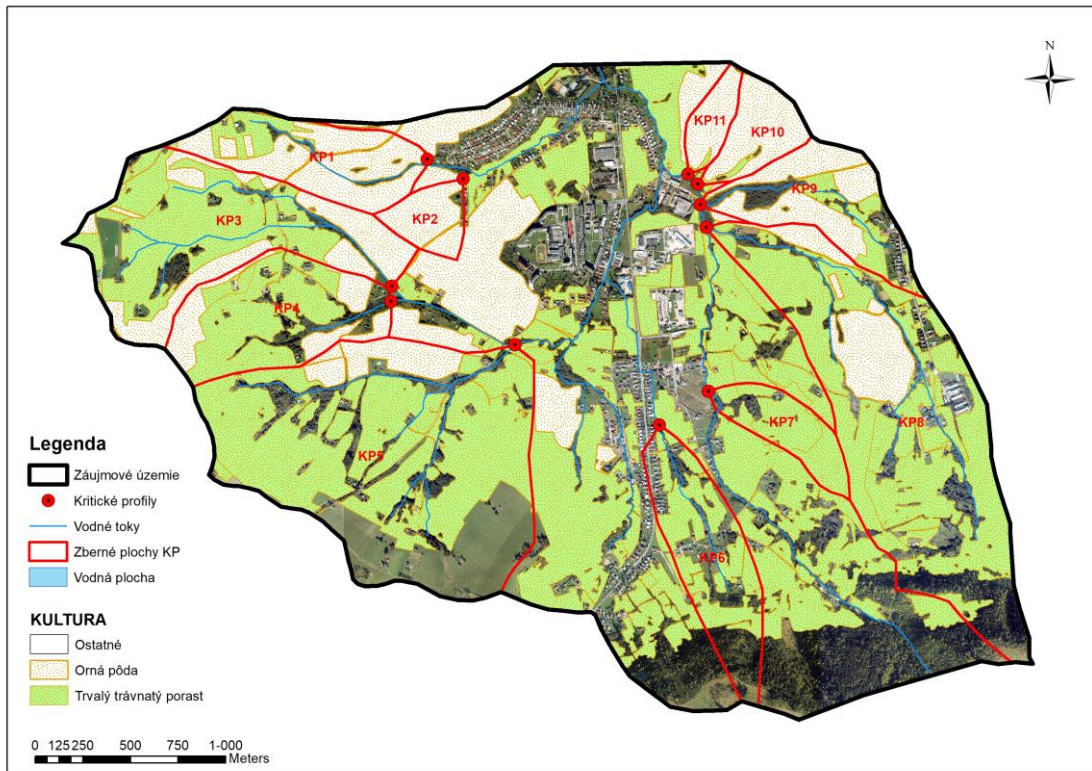 N
KP11
KP10
KP1
KP9
KP2
KP3
KP4
KP7
KP8
KP5
KP6
Legenda
Záujmové územie
Kritické profily
Vodné toky
Zberné plochy KP
Vodná plocha
KULTURA
Ostatné
Orná pôda
Trvalý trávnatý porast
0 125 250 500 750 1 000
Meters